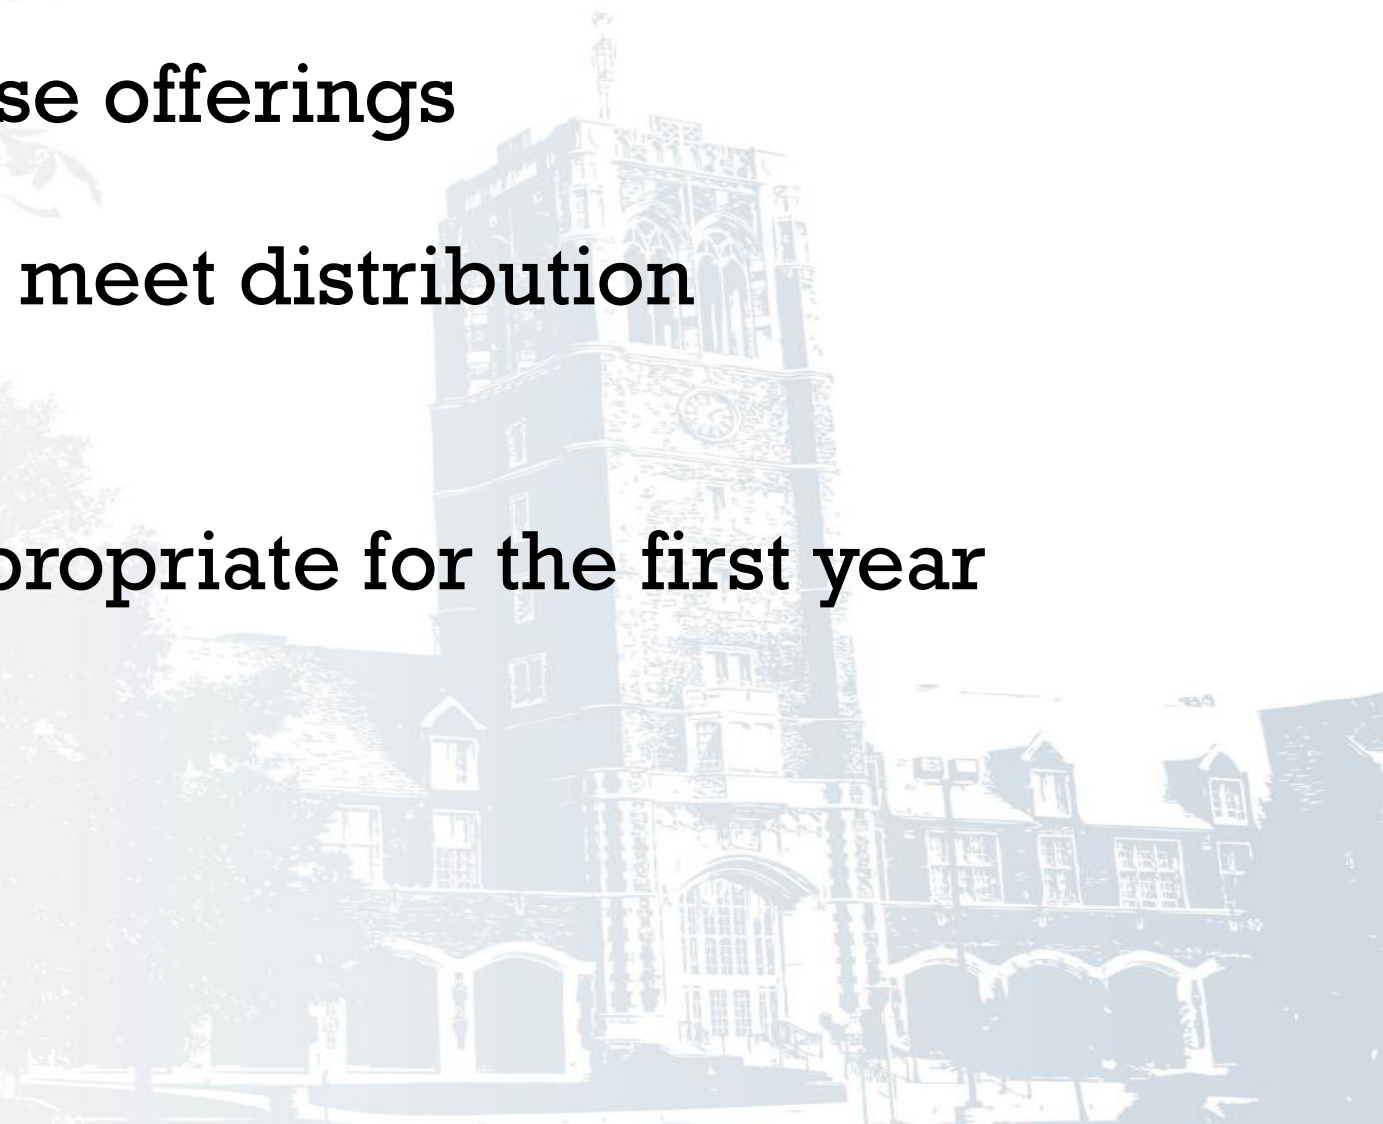 se offerings
meet distribution
propriate for the first year